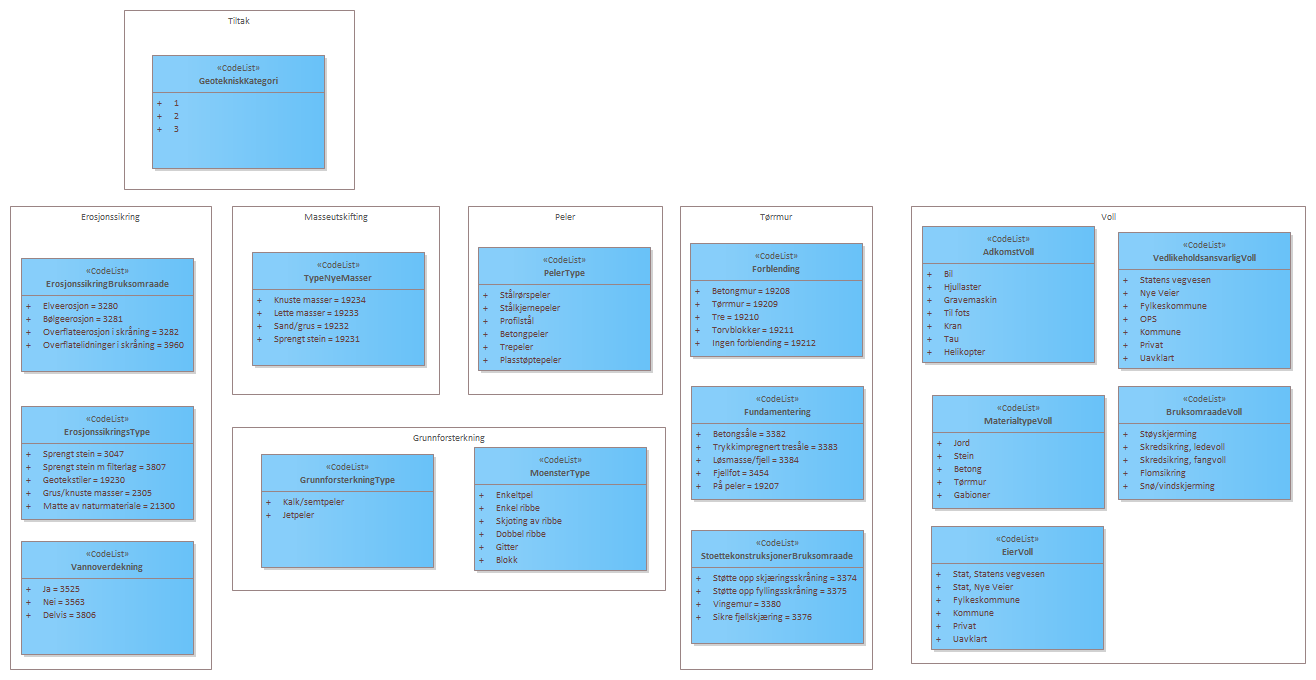 Tiltak
«CodeList»
GeotekniskKategori
+ 1
+ 2
+ 3
Erosjonssikring
«CodeList»
ErosjonssikringBruksomraade
+ Elveerosjon = 3280
+ Bølgeerosjon = 3281
+ Overflateerosjon i skråning = 3282
+ Overflatelidninger i skråning = 3960
«CodeList»
ErosjonssikringsType
+ Sprengt stein = 3047
+ Sprengt stein m filterlag = 3807
+ Geotekstiler = 19230
+ Grus/knuste masser = 2305
+ Matte av naturmateriale = 21300
«CodeList»
Vannoverdekning
+ Ja = 3525
+ Nei = 3563
+ Delvis = 3806
Masseutskifting
«CodeList»
TypeNyeMasser
+ Knuste masser = 19234
+ Lette masser = 19233
+ Sand/grus = 19232
+ Sprengt stein = 19231
Peler
«CodeList»
PelerType
+ Stålrørspeler
+ Stålkjernepeler
+ Profilstål
+ Betongpeler
+ Trepeler
+ Plasstøptepeler
Grunnforsterkning
«CodeList»
GrunnforsterkningType
+ Kalk/semtpeler
+ Jetpeler
«CodeList»
MoensterType
+ Enkeltpel
+ Enkel ribbe
+ Skjoting av ribbe
+ Dobbel ribbe
+ Gitter
+ Blokk
Tørrmur
«CodeList»
Forblending
+ Betongmur = 19208
+ Tørrmur = 19209
+ Tre = 19210
+ Torvblokker = 19211
+ Ingen forblending = 19212
«CodeList»
Fundamentering
+ Betongsåle = 3382
+ Trykkimpregnert tresåle = 3383
+ Løsmasse/fjell = 3384
+ Fjellfot = 3454
+ På peler = 19207
«CodeList»
StoettekonstruksjonerBruksomraade
+ Støtte opp skjæringsskråning = 3374
+ Støtte opp fyllingsskråning = 3375
+ Vingemur = 3380
+ Sikre fjellskjæring = 3376
Voll
«CodeList»
AdkomstVoll
+ Bil
+ Hjullaster
+ Gravemaskin
+ Til fots
+ Kran
+ Tau
+ Helikopter
«CodeList»
VedlikeholdsansvarligVoll
+ Statens vegvesen
+ Nye Veier
+ Fylkeskommune
+ OPS
+ Kommune
+ Privat
+ Uavklart
«CodeList»
MaterialtypeVoll
+ Jord
+ Stein
+ Betong
+ Tørrmur
+ Gabioner
«CodeList»
BruksomraadeVoll
+ Støyskjerming
+ Skredsikring, ledevoll
+ Skredsikring, fangvoll
+ Flomsikring
+ Snø/vindskjerming
«CodeList»
EierVoll
+ Stat, Statens vegvesen
+ Stat, Nye Veier
+ Fylkeskommune
+ Kommune
+ Privat
+ Uavklart